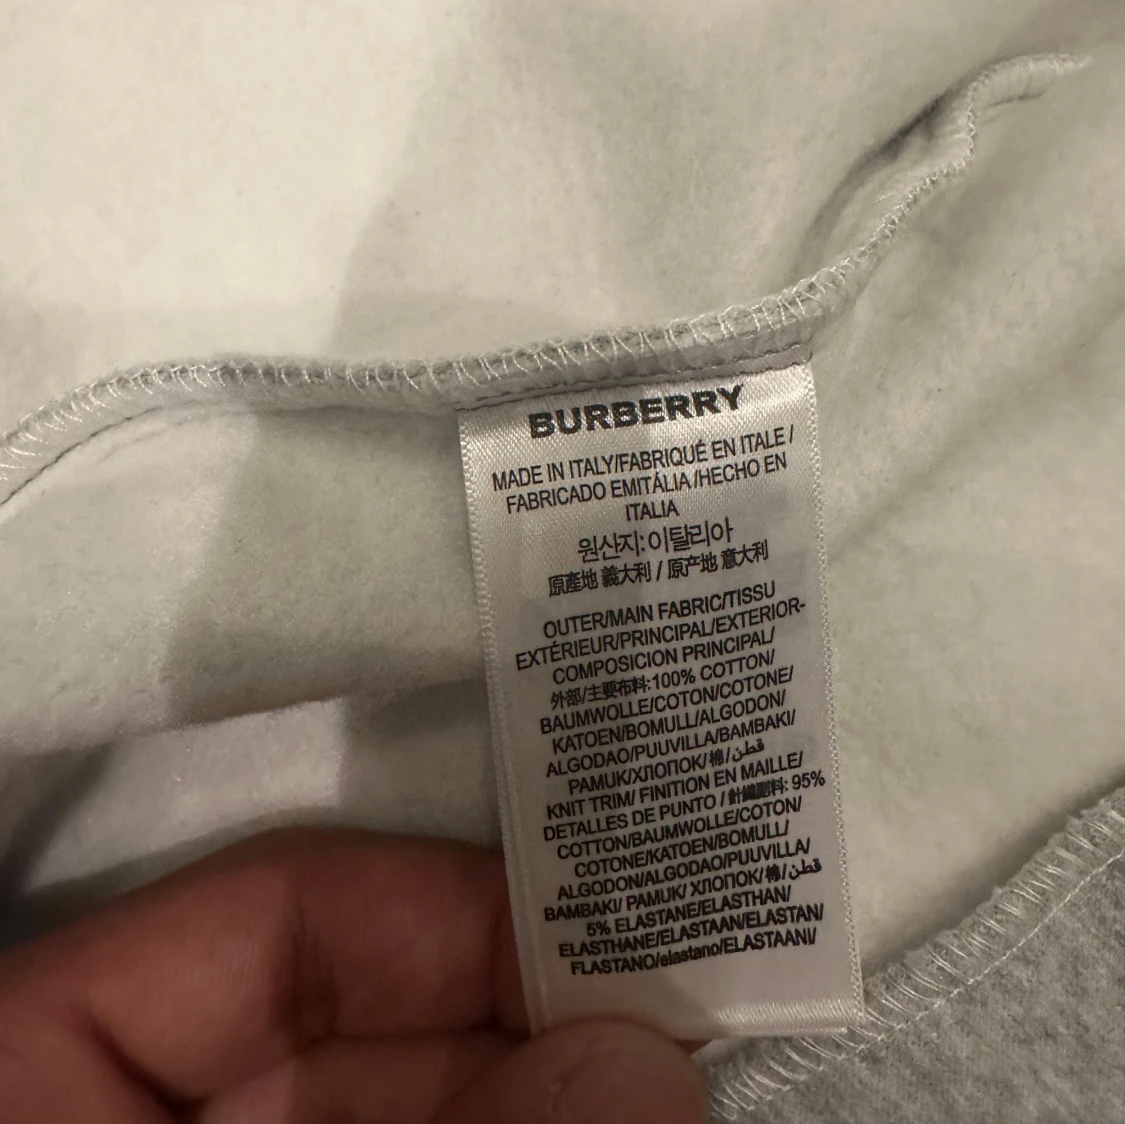 BURBERRY
MADE IN ITALY/FABRIQUÉ EN ITALE /
FABRICADO EMITÁLIA /HECHO EN
ITALIA
원산지:이탈리아
原產地 義大利 / 原产地 意大利
OUTER/MAIN FABRIC/TISSU
EXTÉRIEUR/PRINCIPAL/EXTERIOR-
COMPOSICION PRINCIPAL/
外部/主要布料:100% COTTON/
BAUMWOLLE/COTON/COTONE/
KATOEN/BOMULL/ALGODON/
ALGODAO/PUUVILLA/BAMBAKI/
PAMUK/ХЛОПОК/棉/قطن/
KNIT TRIM/ FINITION EN MAILLE/
DETALLES DE PUNTO / 95%
COTTON/BAUMWOLLE/COTON/
COTONE/KATOEN/BOMULL/
ALGODON/ALGODAO/PUUVILLA/
BAMBAKI/ PAMUK/ ХЛОПОК/棉/قطن/
5% ELASTANE/ELASTHAN/
ELASTHANE/ELASTAAN/ELASTAN/
FLASTANO/elastano/ELASTAANI/